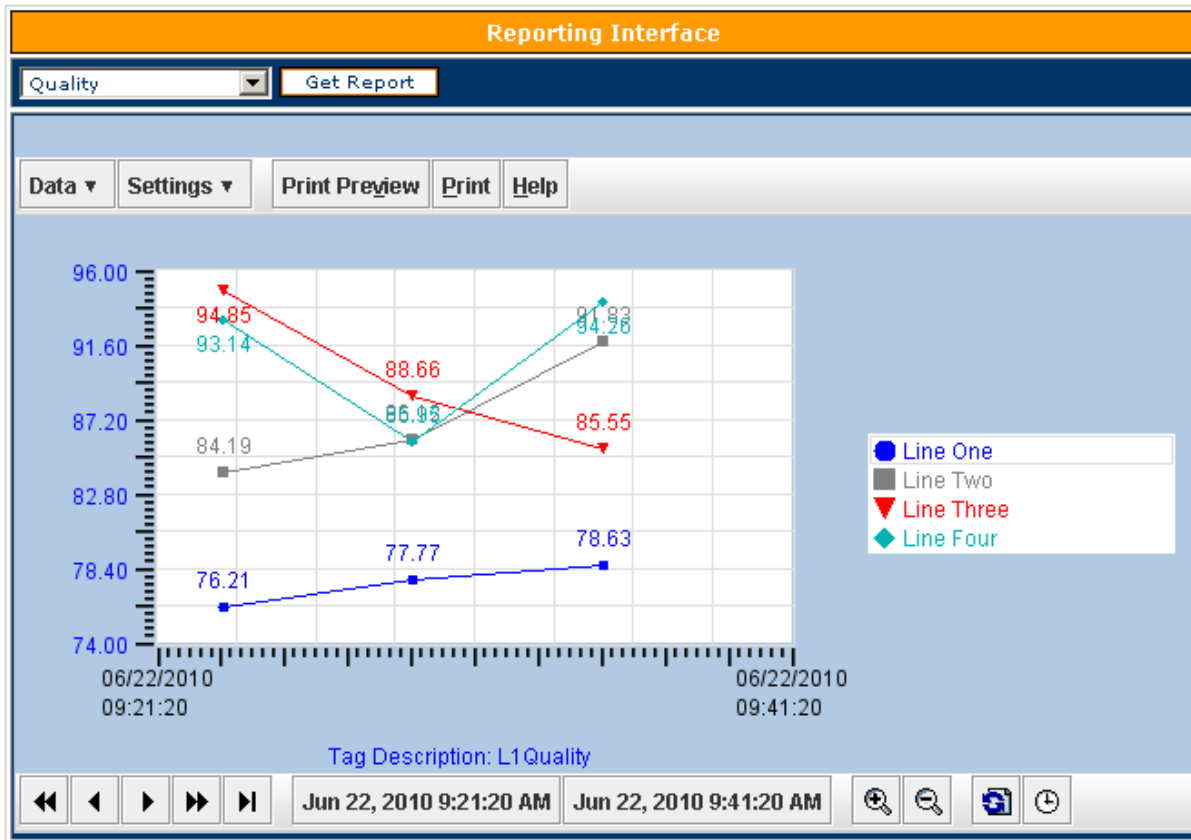 Reporting Interface
Quality
Get Report
Data
Settings
Print Preview
Print
Help
96.00
91.60
87.20
82.80
78.40
74.00
94.85
93.14
84.19
76.21
88.66
77.77
91.83
94.26
85.55
78.63
06/22/2010
09:21:20
06/22/2010
09:41:20
Tag Description: L1Quality
Line One
Line Two
Line Three
Line Four
Jun 22, 2010 9:21:20 AM
Jun 22, 2010 9:41:20 AM